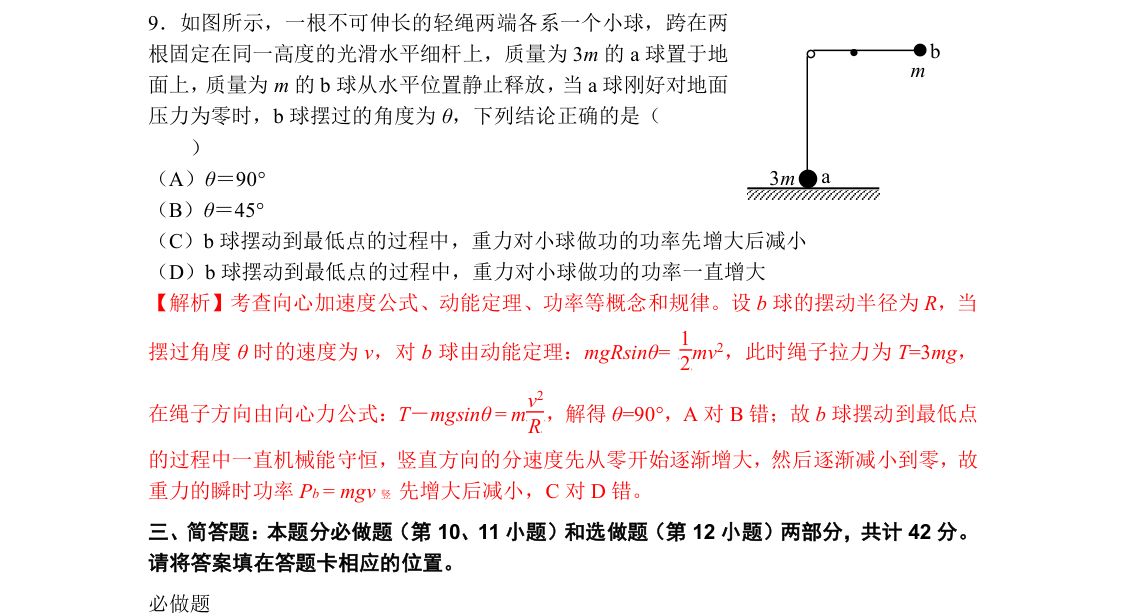 9．如图所示，一根不可伸长的轻绳两端各系一个小球，跨在两
根固定在同一高度的光滑水平细杆上，质量为 3m 的 a 球置于地
面上，质量为 m 的 b 球从水平位置静止释放，当 a 球刚好对地面
压力为零时，b 球摆过的角度为 θ，下列结论正确的是（
）
（A）θ＝90°
（B）θ＝45°
（C）b 球摆动到最低点的过程中，重力对小球做功的功率先增大后减小
（D）b 球摆动到最低点的过程中，重力对小球做功的功率一直增大
b
m
3m a
【解析】考查向心加速度公式、动能定理、功率等概念和规律。设 b 球的摆动半径为 R，当
摆过角度 θ 时的速度为 v，对 b 球由动能定理：mgRsinθ= 1/2 mv²，此时绳子拉力为 T=3mg，
在绳子方向由向心力公式：T－mgsinθ = m v²/R，解得 θ=90°，A 对 B 错；故 b 球摆动到最低点
的过程中一直机械能守恒，竖直方向的分速度先从零开始逐渐增大，然后逐渐减小到零，故
重力的瞬时功率 Pb = mgv 竖 先增大后减小，C 对 D 错。
三、简答题：本题分必做题（第 10、11 小题）和选做题（第 12 小题）两部分，共计 42 分。
请将答案填在答题卡相应的位置。
必做题